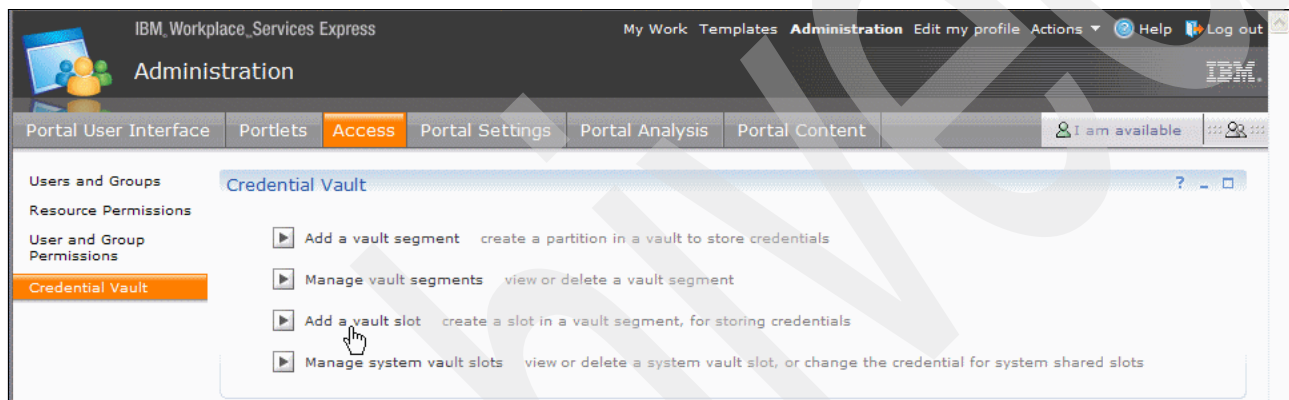 IBM Workplace Services Express
My Work Templates Administration Edit my profile Actions Help Log out
Administration
IBM.
Portal User Interface Portlets Access Portal Settings Portal Analysis Portal Content I am available
Users and Groups
Resource Permissions
User and Group
Permissions
Credential Vault
Credential Vault ?
Add a vault segment create a partition in a vault to store credentials
Manage vault segments view or delete a vault segment
Add a vault slot create a slot in a vault segment, for storing credentials
Manage system vault slots view or delete a system vault slot, or change the credential for system shared slots